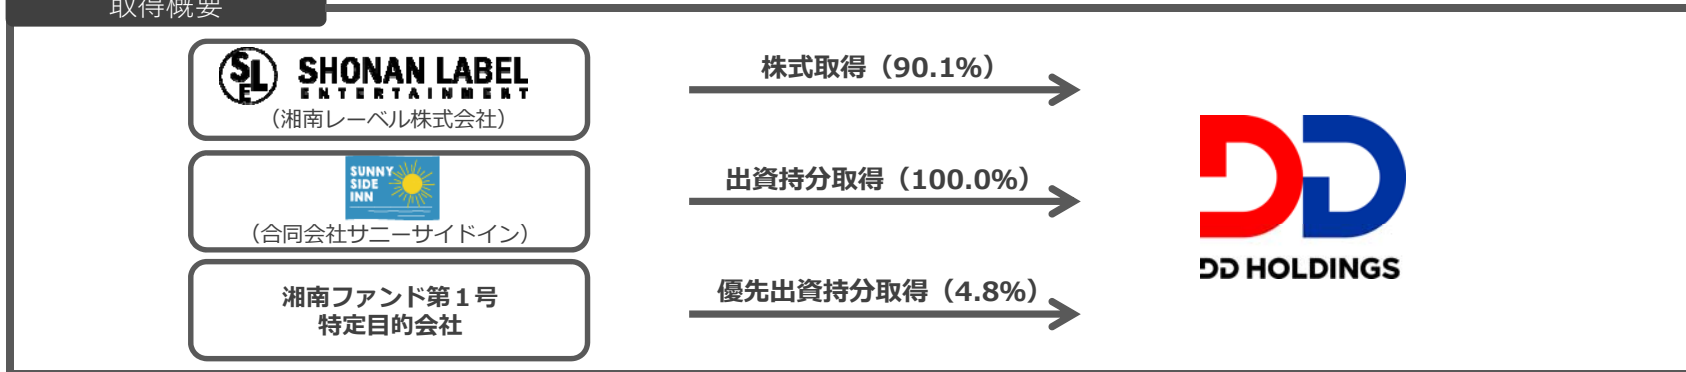 取得概要
SLE
SHONAN LABEL
ENTERTAINMENT
（湘南レーベル株式会社）
株式取得（90.1%）
SUNNY
SIDE
INN
（合同会社サニーサイドイン）
出資持分取得（100.0%）
湘南ファンド第１号
特定目的会社
優先出資持分取得（4.8%）
DD
DD HOLDINGS